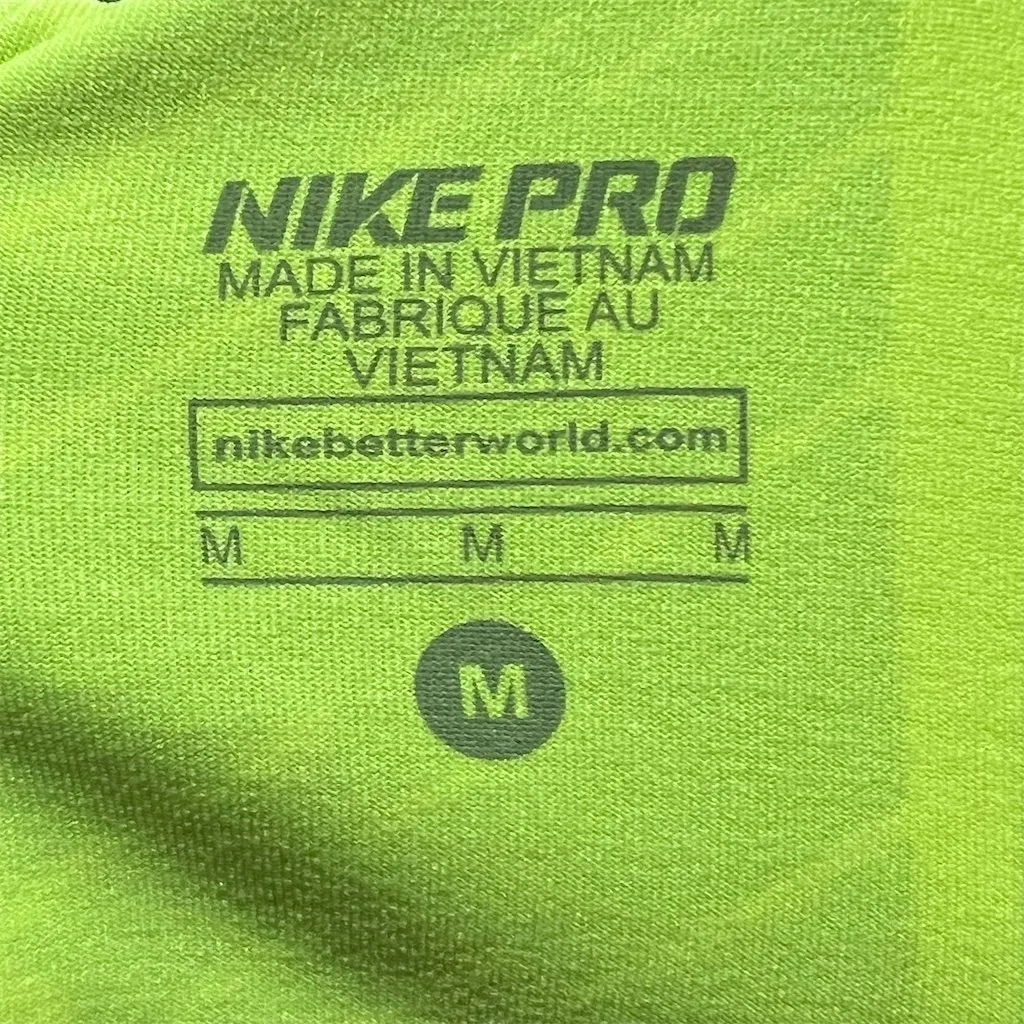 NIKE PRO
MADE IN VIETNAM
FABRIQUE AU
VIETNAM
nikebetterworld.com
M M M
M